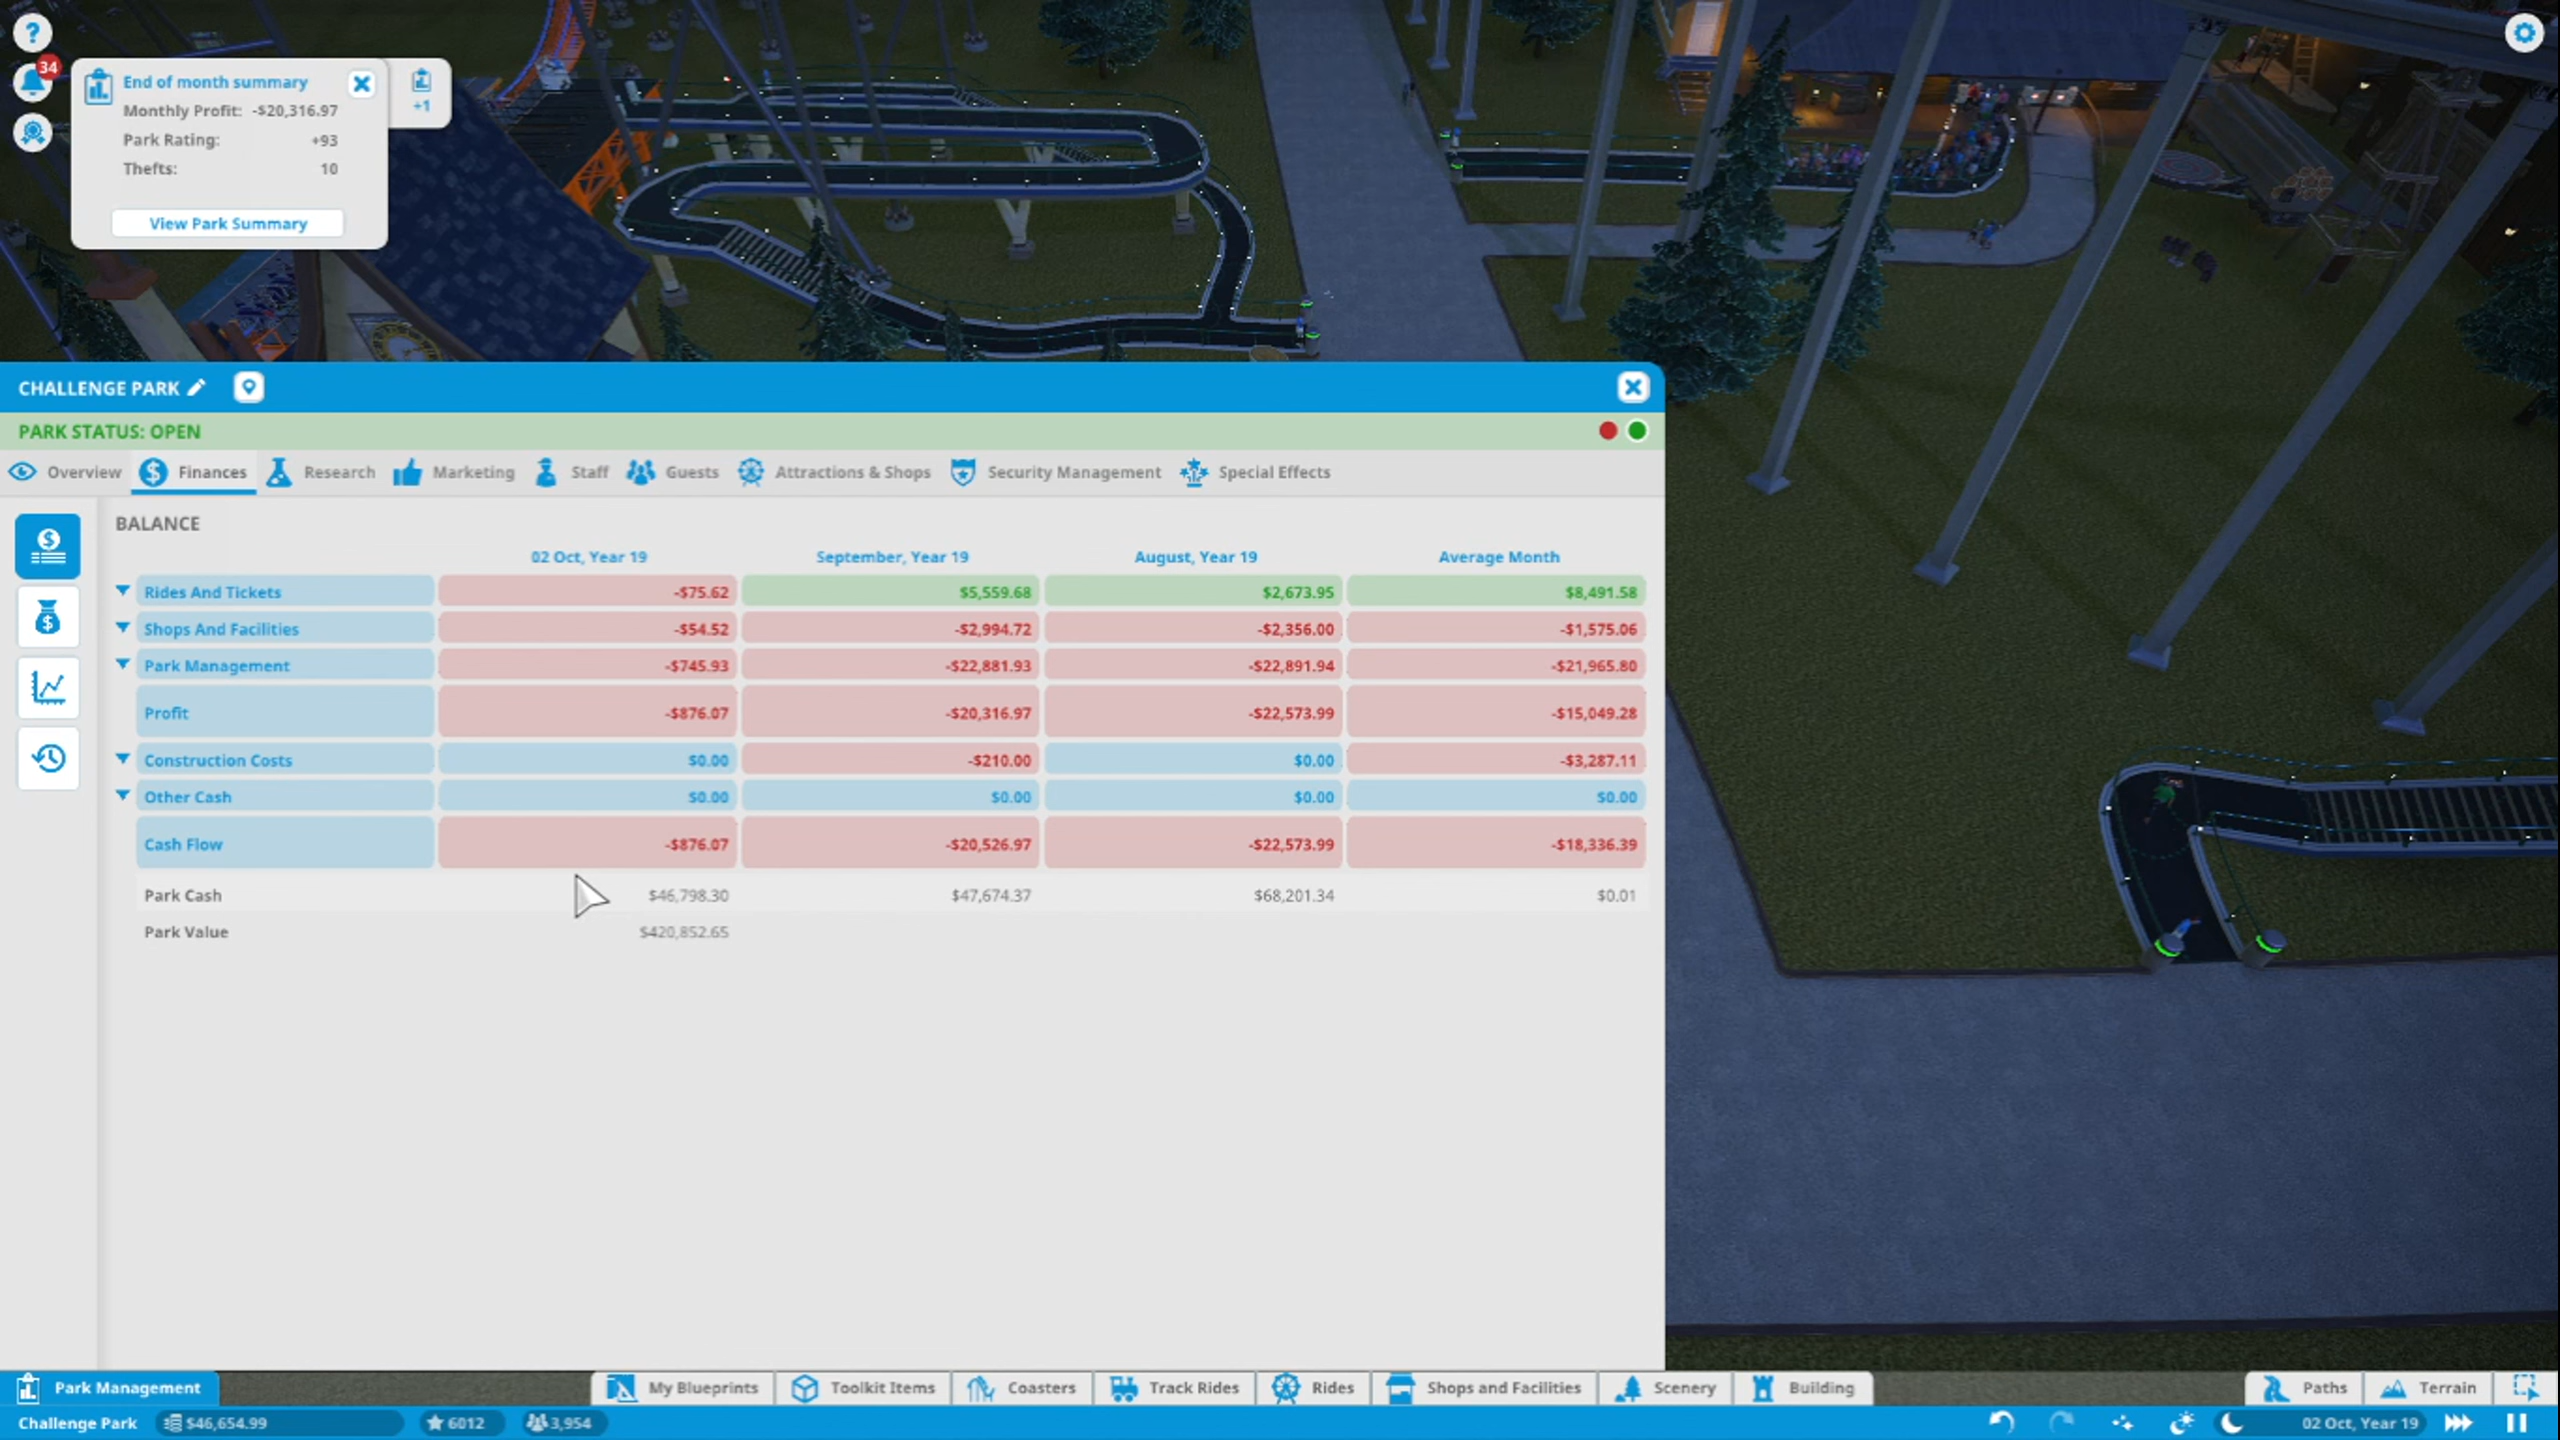 ?
34
End of month summary
+1
Monthly Profit: -$20,316.97
Park Rating: +93
Thefts: 10
View Park Summary
CHALLENGE PARK
PARK STATUS: OPEN
Overview Finances Research Marketing Staff Guests Attractions & Shops Security Management Special Effects
BALANCE
02 Oct, Year 19 September, Year 19 August, Year 19 Average Month
Rides And Tickets -$75.62 $5,559.68 $2,673.95 $8,491.58
Shops And Facilities -$54.52 -$2,994.72 -$2,356.00 -$1,575.06
Park Management -$745.93 -$22,881.93 -$22,891.94 -$21,965.80
Profit -$876.07 -$20,316.97 -$22,573.99 -$15,049.28
Construction Costs $0.00 -$210.00 $0.00 -$3,287.11
Other Cash $0.00 $0.00 $0.00 $0.00
Cash Flow -$876.07 -$20,526.97 -$22,573.99 -$18,336.39
Park Cash $46,798.30 $47,674.37 $68,201.34 $0.01
Park Value $420,852.65
Park Management My Blueprints Toolkit Items Coasters Track Rides Rides Shops and Facilities Scenery Building Paths Terrain
Challenge Park $46,654.99 6012 3,954 02 Oct, Year 19